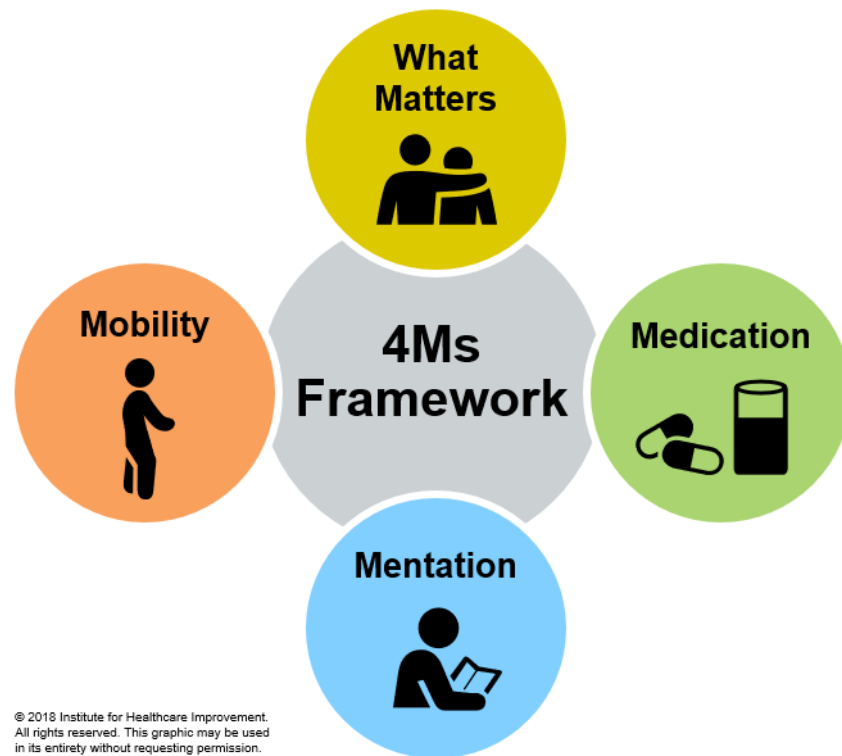 What
Matters
Mobility
4Ms
Framework
Medication
Mentation
© 2018 Institute for Healthcare Improvement.
All rights reserved. This graphic may be used
in its entirety without requesting permission.